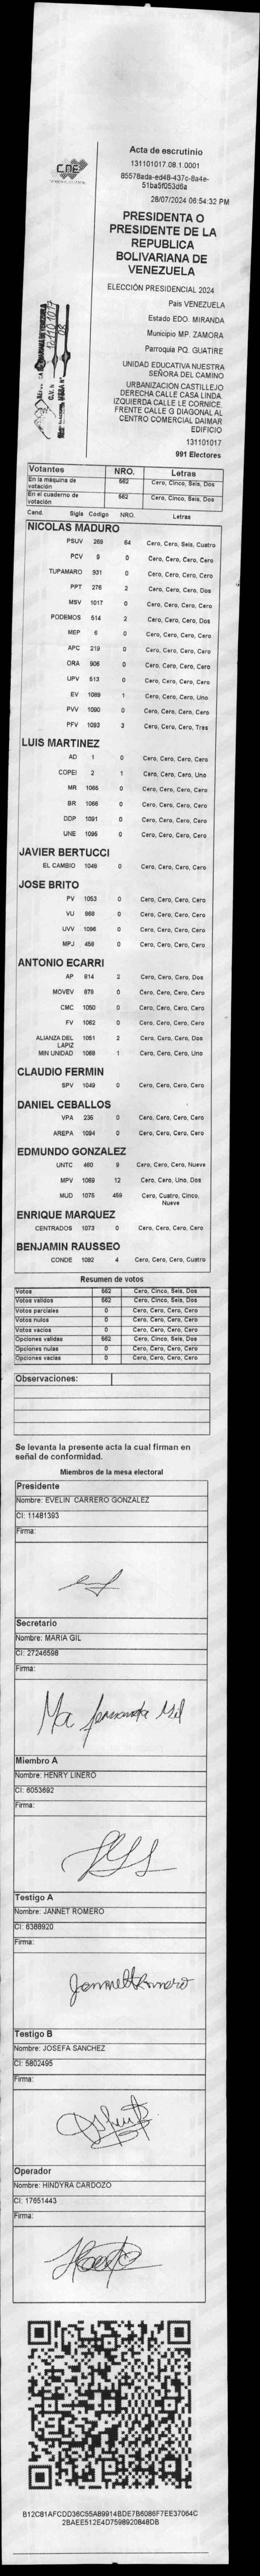 CNE
Acta de escrutinio
131101017.08.1.0001
85578ada-ed48-437c-8a4e-
51ba5f053d6a
28/07/2024 06:54:32 PM
PRESIDENTA O
PRESIDENTE DE LA
REPUBLICA
BOLIVARIANA DE
VENEZUELA
ELECCIÓN PRESIDENCIAL 2024
Pais VENEZUELA
Estado EDO. MIRANDA
Municipio MP. ZAMORA
Parroquia PQ. GUATIRE
UNIDAD EDUCATIVA NUESTRA
SEÑORA DEL CAMINO
URBANIZACION CASTILLEJO
DERECHA CALLE CASA LINDA.
IZQUIERDA CALLE LE CORNICE.
FRENTE CALLE G DIAGONAL AL
CENTRO COMERCIAL DAIMAR
EDIFICIO
131101017
991 Electores
Votantes NRO. Letras
En la máquina de votación 562 Cero, Cinco, Seis, Dos
En el cuaderno de votación 562 Cero, Cinco, Seis, Dos
Cand. Sigla Codigo NRO. Letras
NICOLAS MADURO
PSUV 269 64 Cero, Cero, Seis, Cuatro
PCV 9 0 Cero, Cero, Cero, Cero
TUPAMARO 931 0 Cero, Cero, Cero, Cero
PPT 276 2 Cero, Cero, Cero, Dos
MSV 1017 0 Cero, Cero, Cero, Cero
PODEMOS 514 2 Cero, Cero, Cero, Dos
MEP 6 0 Cero, Cero, Cero, Cero
APC 219 0 Cero, Cero, Cero, Cero
ORA 906 0 Cero, Cero, Cero, Cero
UPV 513 0 Cero, Cero, Cero, Cero
EV 1089 1 Cero, Cero, Cero, Uno
PVV 1090 0 Cero, Cero, Cero, Cero
PFV 1093 3 Cero, Cero, Cero, Tres
LUIS MARTINEZ
AD 1 0 Cero, Cero, Cero, Cero
COPEI 2 1 Cero, Cero, Cero, Uno
MR 1065 0 Cero, Cero, Cero, Cero
BR 1066 0 Cero, Cero, Cero, Cero
DDP 1091 0 Cero, Cero, Cero, Cero
UNE 1095 0 Cero, Cero, Cero, Cero
JAVIER BERTUCCI
EL CAMBIO 1048 0 Cero, Cero, Cero, Cero
JOSE BRITO
PV 1053 0 Cero, Cero, Cero, Cero
VU 968 0 Cero, Cero, Cero, Cero
UVV 1096 0 Cero, Cero, Cero, Cero
MPJ 458 0 Cero, Cero, Cero, Cero
ANTONIO ECARRI
AP 814 2 Cero, Cero, Cero, Dos
MOVEV 879 0 Cero, Cero, Cero, Cero
CMC 1050 0 Cero, Cero, Cero, Cero
FV 1062 0 Cero, Cero, Cero, Cero
ALIANZA DEL LAPIZ 1051 2 Cero, Cero, Cero, Dos
MIN UNIDAD 1068 1 Cero, Cero, Cero, Uno
CLAUDIO FERMIN
SPV 1049 0 Cero, Cero, Cero, Cero
DANIEL CEBALLOS
VPA 236 0 Cero, Cero, Cero, Cero
AREPA 1094 0 Cero, Cero, Cero, Cero
EDMUNDO GONZALEZ
UNTC 460 9 Cero, Cero, Cero, Nueve
MPV 1069 12 Cero, Cero, Uno, Dos
MUD 1075 459 Cero, Cuatro, Cinco,
Nueve
ENRIQUE MARQUEZ
CENTRADOS 1073 0 Cero, Cero, Cero, Cero
BENJAMIN RAUSSEO
CONDE 1092 4 Cero, Cero, Cero, Cuatro
Resumen de votos
Votos 562 Cero, Cinco, Seis, Dos
Votos validos 562 Cero, Cinco, Seis, Dos
Votos parciales 0 Cero, Cero, Cero, Cero
Votos nulos 0 Cero, Cero, Cero, Cero
Votos vacios 0 Cero, Cero, Cero, Cero
Opciones validas 562 Cero, Cinco, Seis, Dos
Opciones nulas 0 Cero, Cero, Cero, Cero
Opciones vacias 0 Cero, Cero, Cero, Cero
Observaciones:
Se levanta la presente acta la cual firman en
señal de conformidad.
Miembros de la mesa electoral
Presidente
Nombre: EVELIN CARRERO GONZALEZ
CI: 11481393
Firma:
Secretario
Nombre: MARIA GIL
CI: 27246598
Firma:
Ma fernanda Gil
Miembro A
Nombre: HENRY LINERO
CI: 6053692
Firma:
Testigo A
Nombre: JANNET ROMERO
CI: 6388920
Firma:
Jannet Romero
Testigo B
Nombre: JOSEFA SANCHEZ
CI: 5802495
Firma:
Operador
Nombre: HINDYRA CARDOZO
CI: 17651443
Firma:
B12C81AFCDD36C55A89914BDE7B6086F7EE37064C
2BAEE512E4D7598920848DB